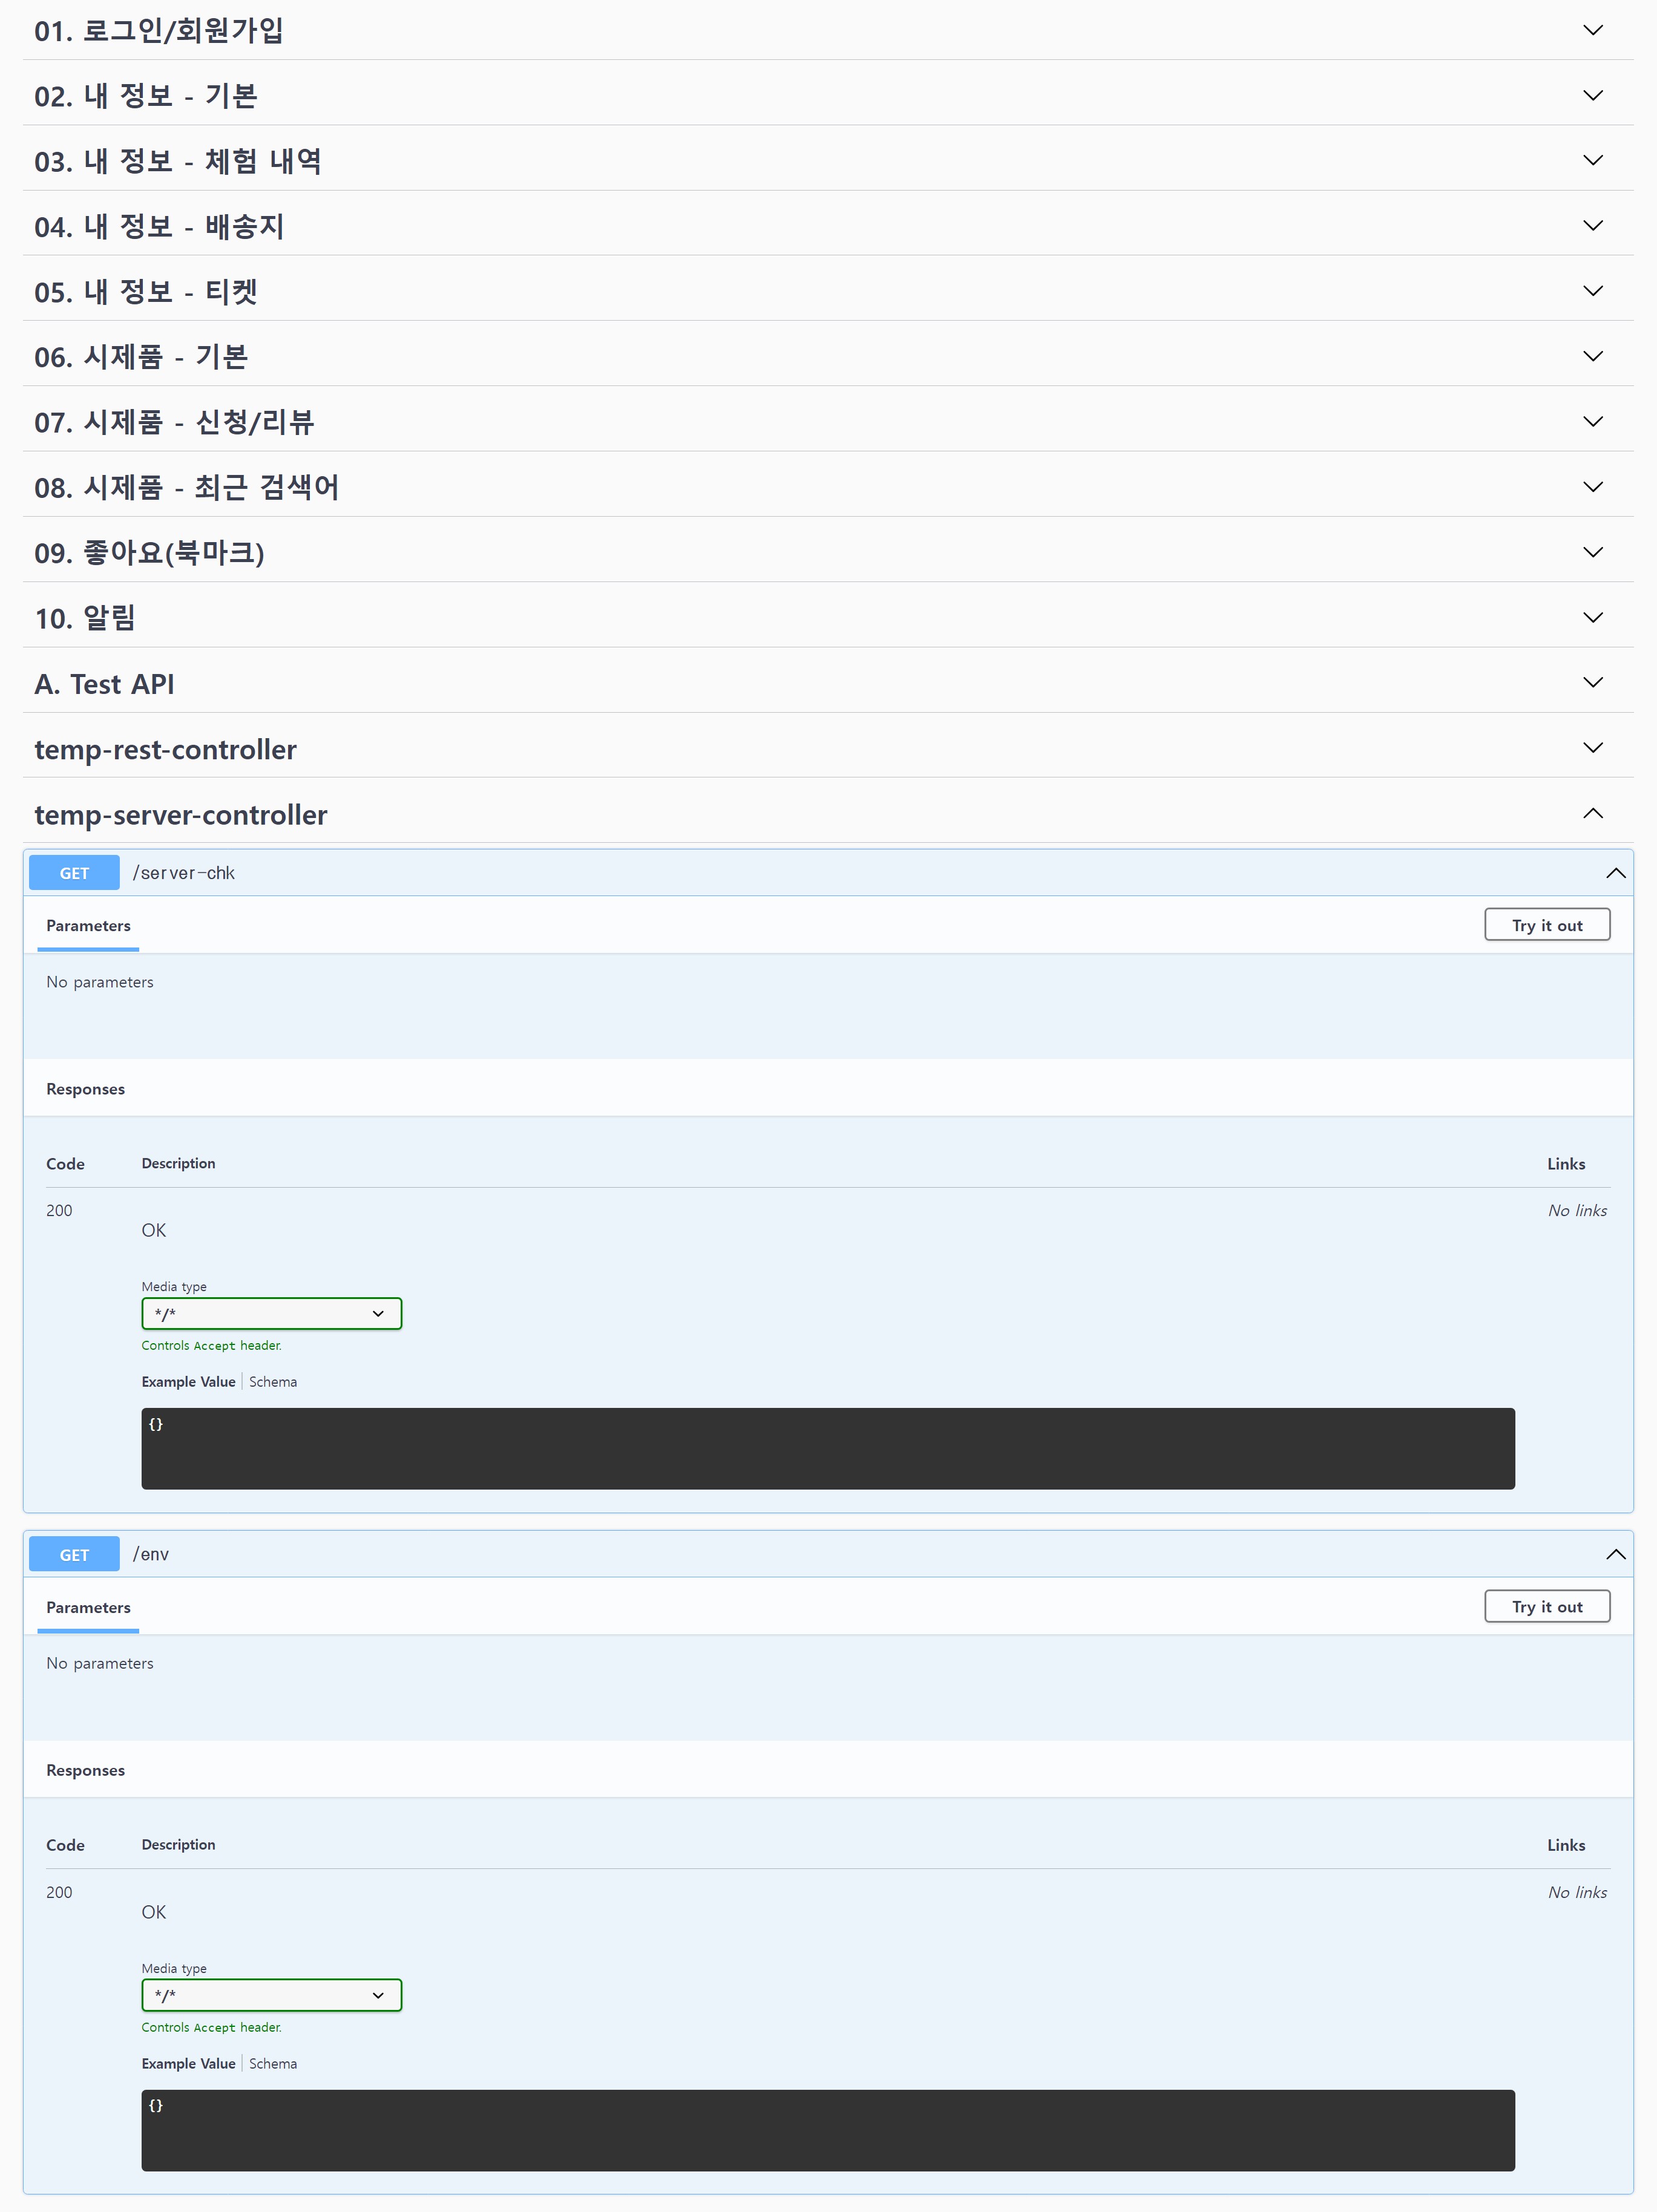 01. 로그인/회원가입
02. 내 정보 - 기본
03. 내 정보 - 체험 내역
04. 내 정보 - 배송지
05. 내 정보 - 티켓
06. 시제품 - 기본
07. 시제품 - 신청/리뷰
08. 시제품 - 최근 검색어
09. 좋아요(북마크)
10. 알림
A. Test API
temp-rest-controller
temp-server-controller
GET /server-chk
Parameters Try it out
No parameters
Responses
Code Description Links
200 No links
OK
Media type
*/*
Controls Accept header.
Example Value Schema
{}
GET /env
Parameters Try it out
No parameters
Responses
Code Description Links
200 No links
OK
Media type
*/*
Controls Accept header.
Example Value Schema
{}